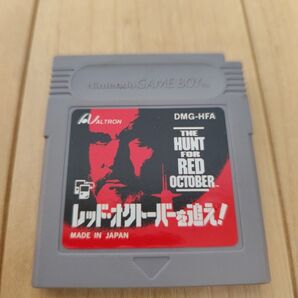 Nintendo GAME BOY
ALTRON
DMG-HFA
THE
HUNT
FOR
RED
OCTOBER
レッド・オクトーバーを追え!
MADE IN JAPAN